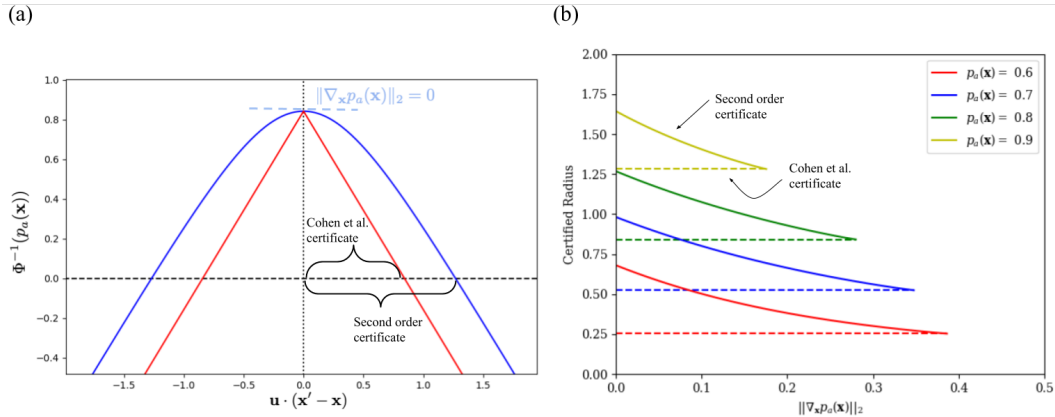 (a)
1.0
0.8
0.6
0.4
0.2
0.0
−0.2
−0.4
Φ⁻¹(pₐ(x))
‖∇ₓpₐ(x)‖₂ = 0
Cohen et al.
certificate
Second order
certificate
−1.5 −1.0 −0.5 0.0 0.5 1.0 1.5
u · (x′ − x)
(b)
2.00
1.75
1.50
1.25
1.00
0.75
0.50
0.25
0.00
Certified Radius
pₐ(x) = 0.6
pₐ(x) = 0.7
pₐ(x) = 0.8
pₐ(x) = 0.9
Second order
certificate
Cohen et al.
certificate
0.0 0.1 0.2 0.3 0.4 0.5
||∇ₓpₐ(x)||₂